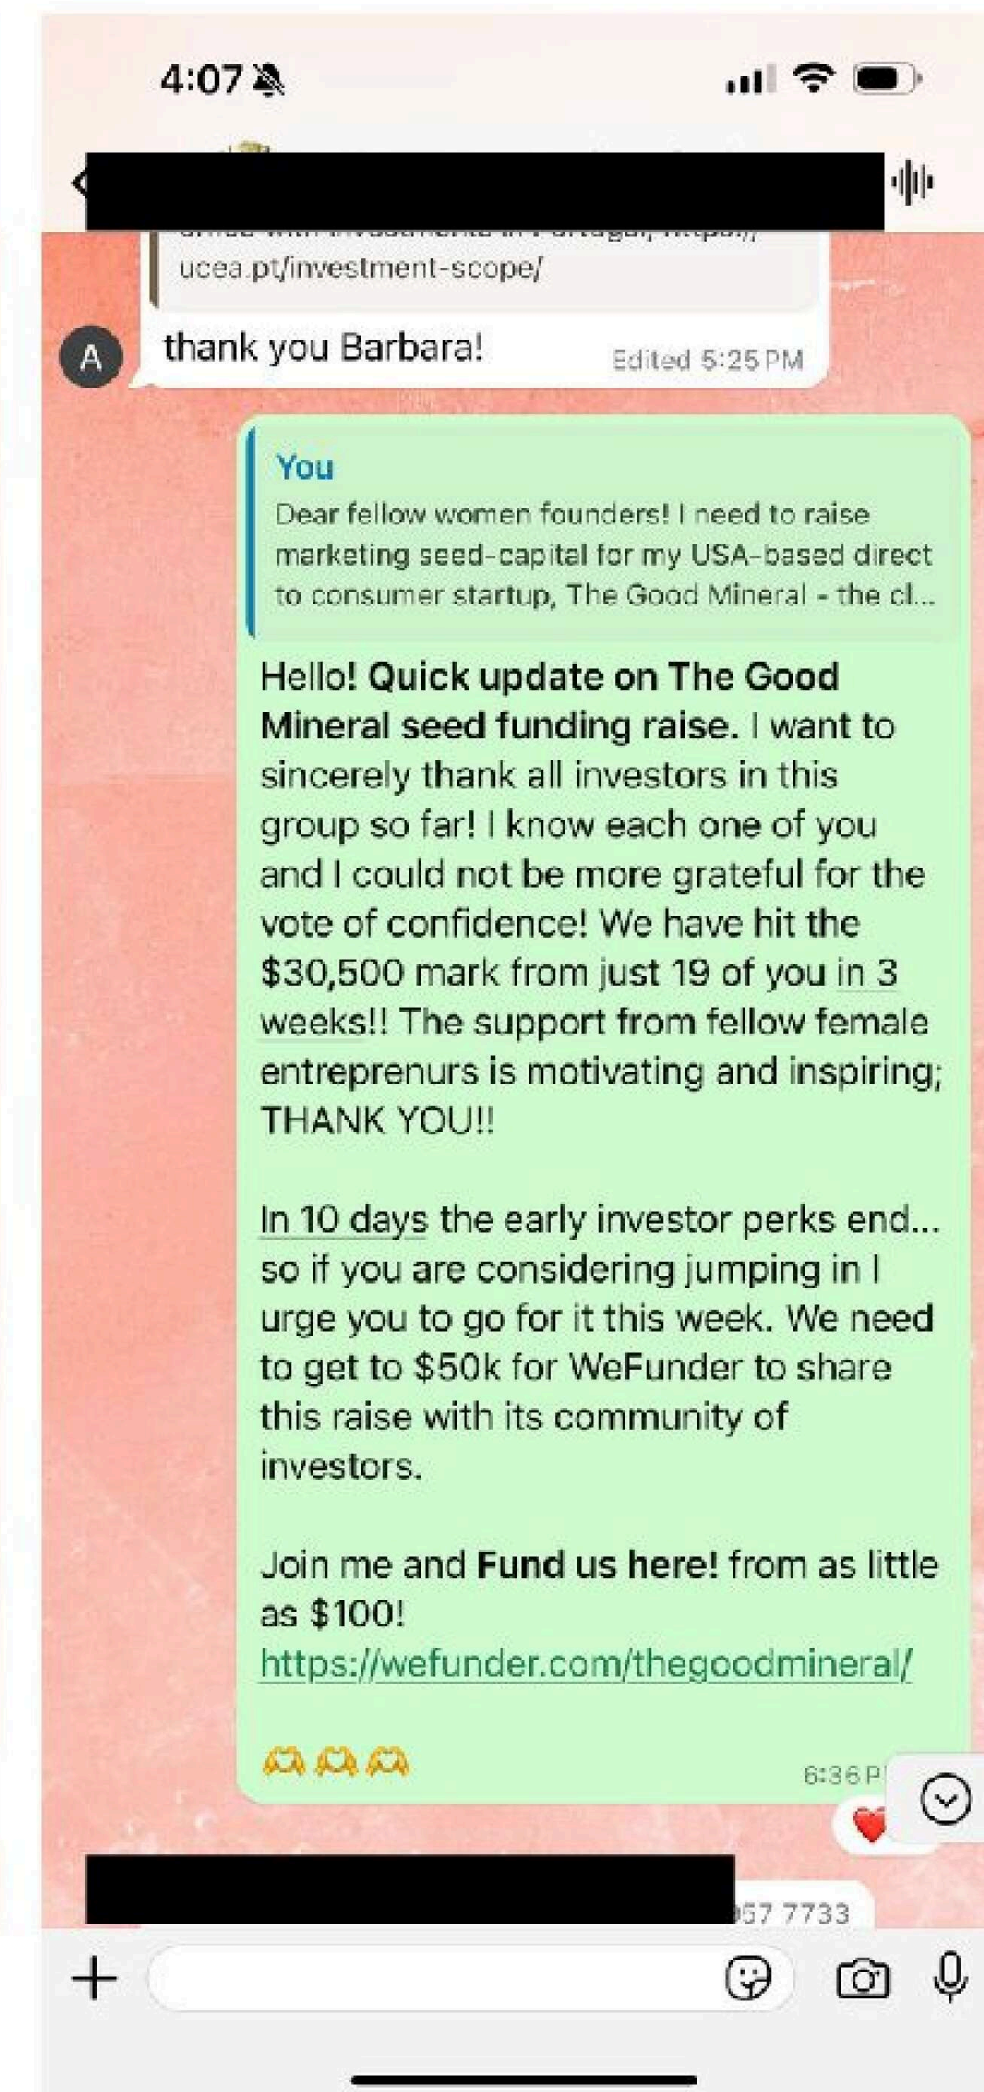 4:07
ucea.pt/investment-scope/
thank you Barbara!
Edited 5:25 PM
A
You
Dear fellow women founders! I need to raise
marketing seed-capital for my USA-based direct
to consumer startup, The Good Mineral - the cl...
Hello! Quick update on The Good
Mineral seed funding raise. I want to
sincerely thank all investors in this
group so far! I know each one of you
and I could not be more grateful for the
vote of confidence! We have hit the
$30,500 mark from just 19 of you in 3
weeks!! The support from fellow female
entreprenurs is motivating and inspiring;
THANK YOU!!
In 10 days the early investor perks end...
so if you are considering jumping in I
urge you to go for it this week. We need
to get to $50k for WeFunder to share
this raise with its community of
investors.
Join me and Fund us here! from as little
as $100!
https://wefunder.com/thegoodmineral/
6:36 P
57 7733